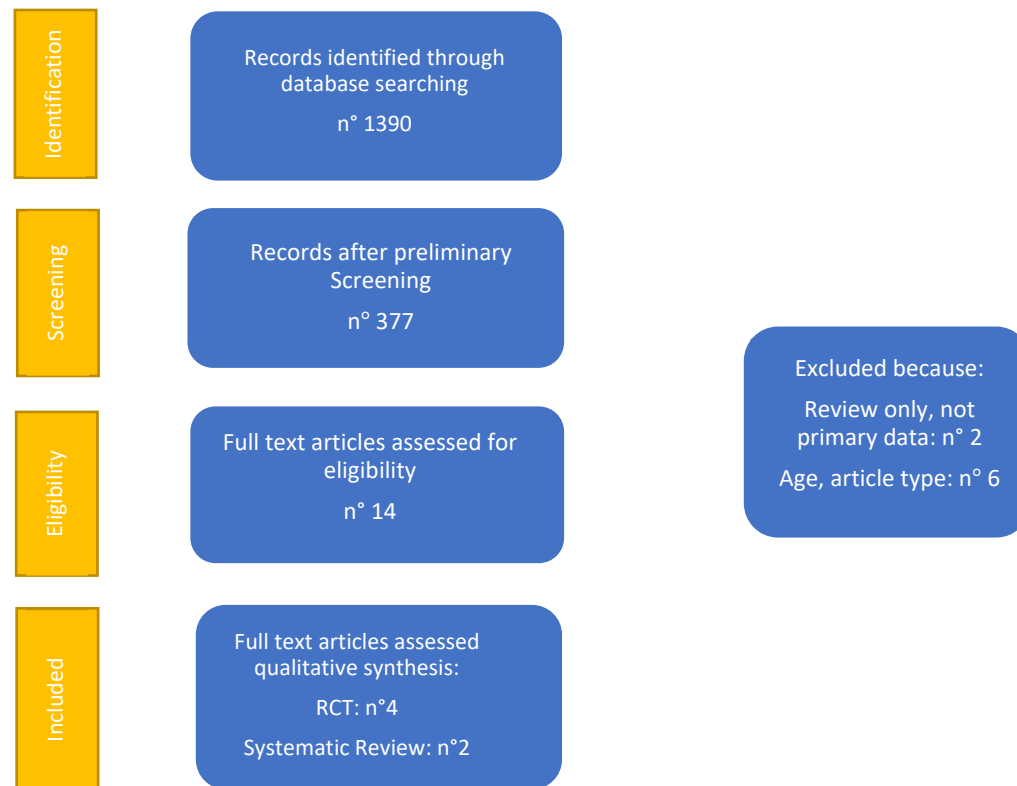 Identification
Records identified through
database searching
n° 1390
Screening
Records after preliminary
Screening
n° 377
Excluded because:
Review only, not
primary data: n° 2
Age, article type: n° 6
Eligibility
Full text articles assessed for
eligibility
n° 14
Included
Full text articles assessed
qualitative synthesis:
RCT: n°4
Systematic Review: n°2